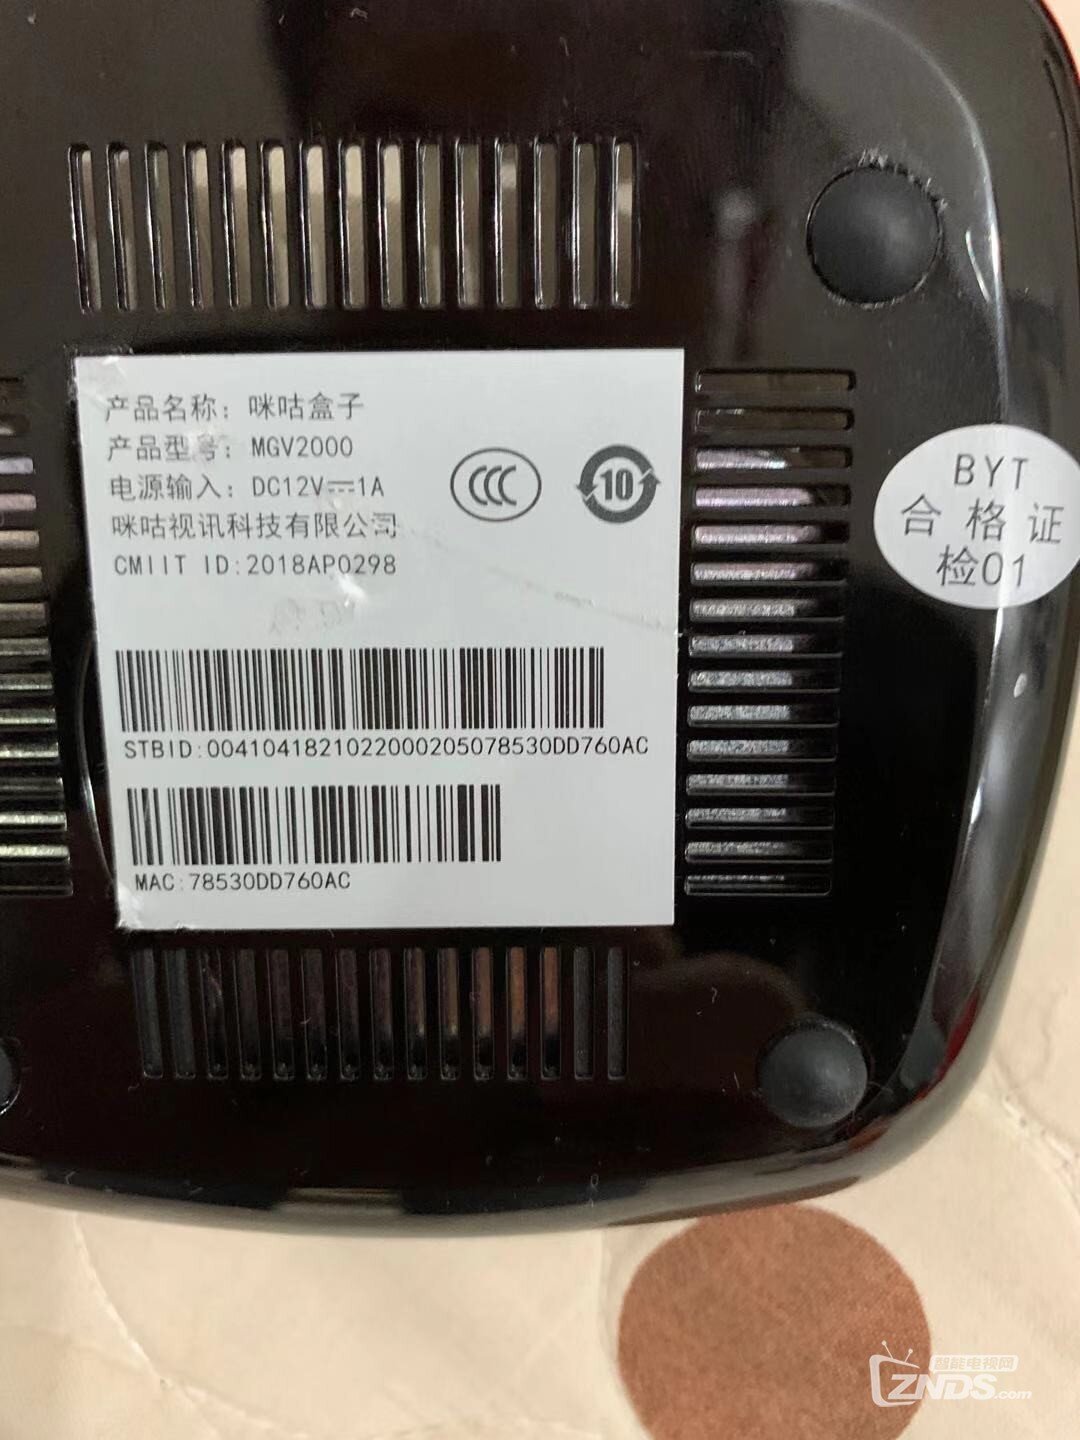 产品名称：咪咕盒子
产品型号：MGV2000
电源输入：DC12V⎓1A
咪咕视讯科技有限公司
CMIIT ID:2018AP0298
10
STBID:0041041821022000205078530DD760AC
MAC:78530DD760AC
BYT
合格证
检01
智能电视网
ZNDS.com